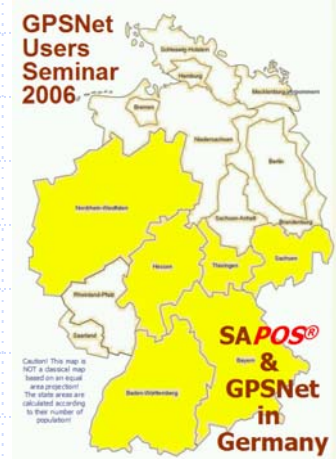 GPSNet
Users
Seminar
2006
Schleswig-Holstein
Hamburg
Mecklenburg-Vorpommern
Bremen
Niedersachsen
Berlin
Nordrhein-Westfalen
Sachsen-Anhalt
Brandenburg
Hessen
Thüringen
Sachsen
Rheinland-Pfalz
Saarland
SAPOS®
Bayern
&
GPSNet
in
Germany
Baden-Württemberg
Caution! This map is
NOT a classical map
based on an equal
area projection!
The state areas are
calculated according
to their number of
population!